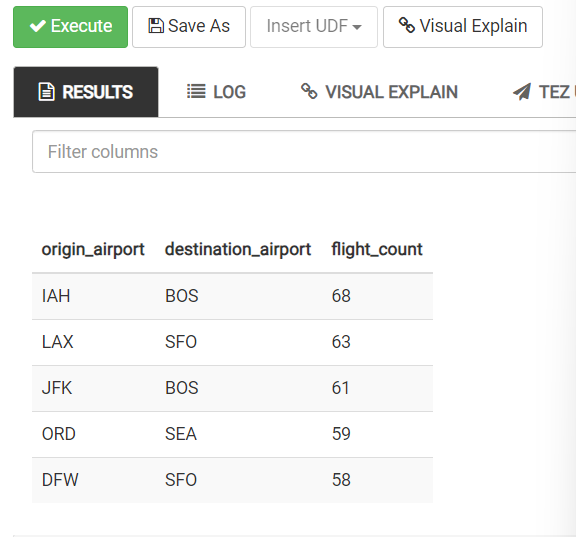 Execute Save As Insert UDF Visual Explain
RESULTS LOG VISUAL EXPLAIN TEZ
Filter columns
origin_airport destination_airport flight_count
IAH BOS 68
LAX SFO 63
JFK BOS 61
ORD SEA 59
DFW SFO 58